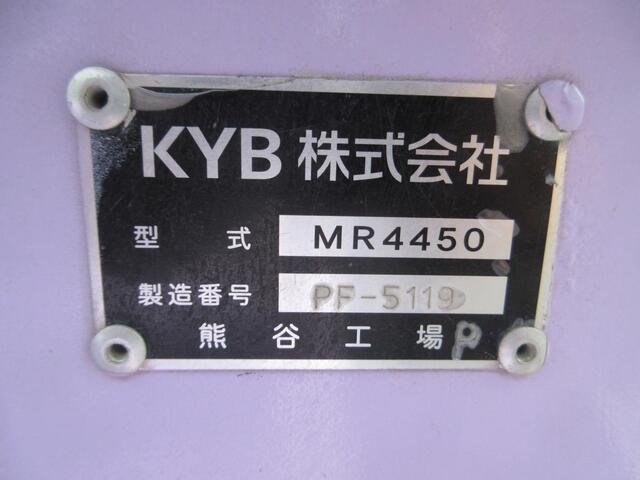 KYB 株式会社
型 式 MR4450
製造番号 PF-5119
熊谷工場 P